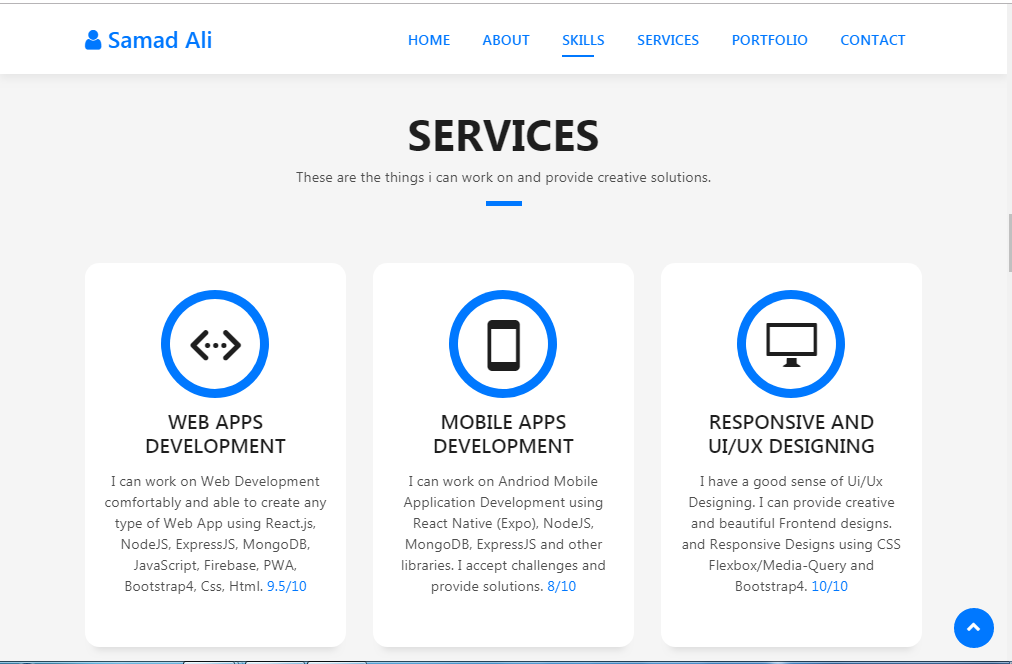 Samad Ali
HOME ABOUT SKILLS SERVICES PORTFOLIO CONTACT
SERVICES
These are the things i can work on and provide creative solutions.
WEB APPS
DEVELOPMENT
I can work on Web Development
comfortably and able to create any
type of Web App using React.js,
NodeJS, ExpressJS, MongoDB,
JavaScript, Firebase, PWA,
Bootstrap4, Css, Html. 9.5/10
MOBILE APPS
DEVELOPMENT
I can work on Andriod Mobile
Application Development using
React Native (Expo), NodeJS,
MongoDB, ExpressJS and other
libraries. I accept challenges and
provide solutions. 8/10
RESPONSIVE AND
UI/UX DESIGNING
I have a good sense of Ui/Ux
Designing. I can provide creative
and beautiful Frontend designs.
and Responsive Designs using CSS
Flexbox/Media-Query and
Bootstrap4. 10/10